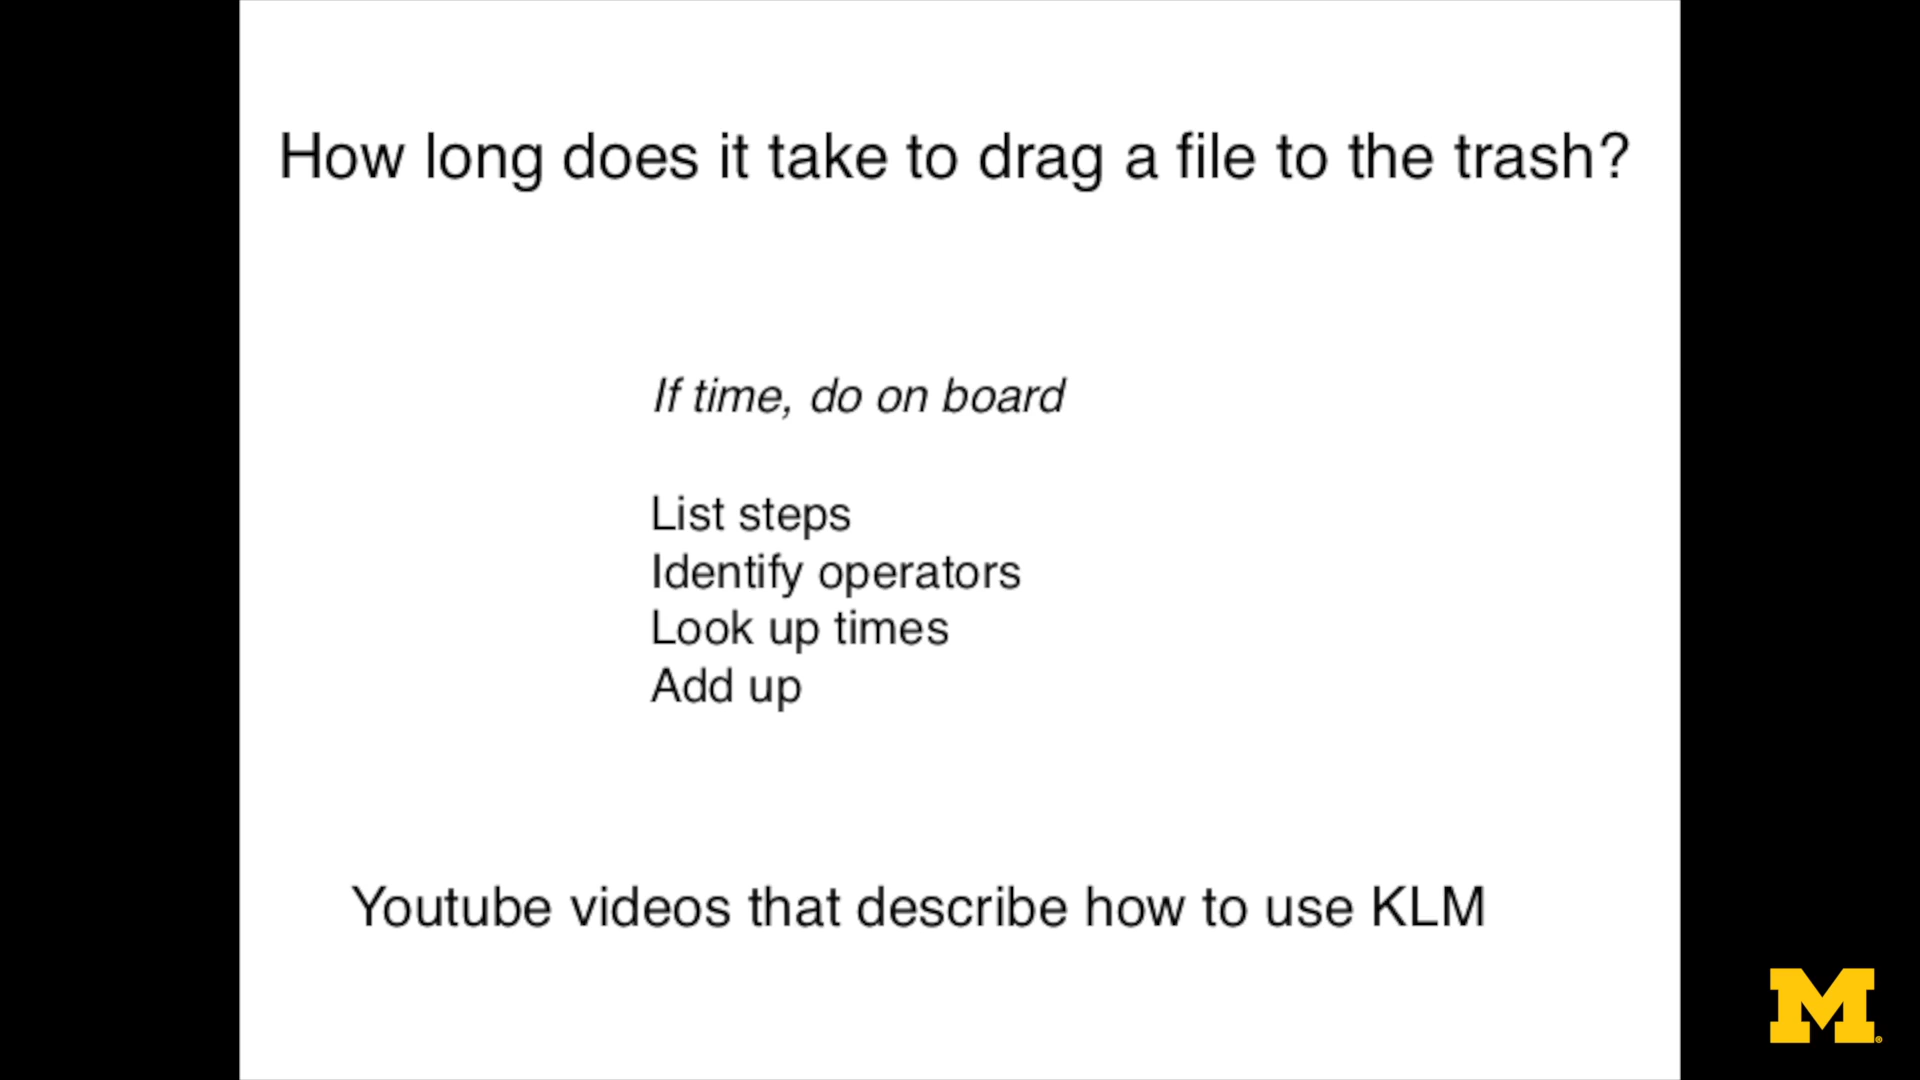 How long does it take to drag a file to the trash?
If time, do on board
List steps
Identify operators
Look up times
Add up
Youtube videos that describe how to use KLM
M®